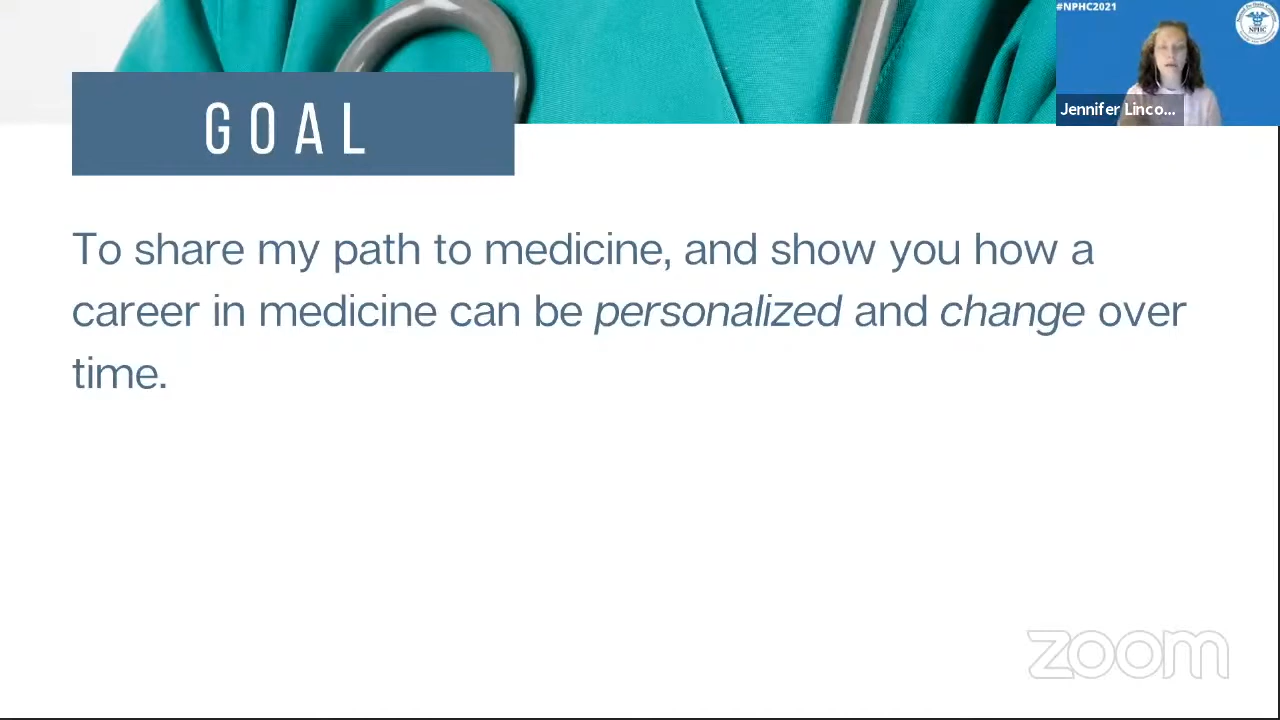 #NPHC2021
NPHC
Jennifer Linco...
GOAL
To share my path to medicine, and show you how a
career in medicine can be personalized and change over
time.
zoom